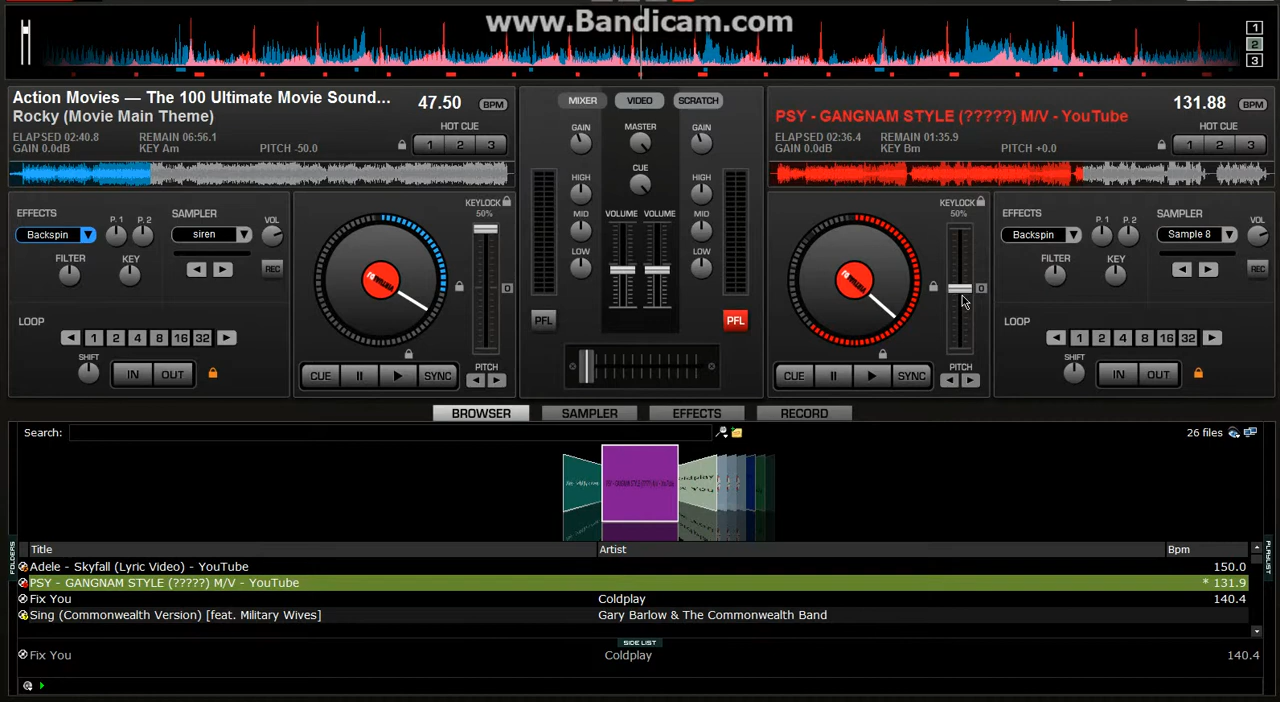 www.Bandicam.com
1
2
3
Action Movies — The 100 Ultimate Movie Sound...
47.50 BPM
Rocky (Movie Main Theme)
ELAPSED 02:40.8 REMAIN 06:56.1
GAIN 0.0dB KEY Am PITCH -50.0
HOT CUE
1 2 3
MIXER VIDEO SCRATCH
GAIN MASTER GAIN
CUE
HIGH HIGH
MID VOLUME VOLUME MID
LOW LOW
PFL PFL
PSY - GANGNAM STYLE (?????) M/V - YouTube
131.88 BPM
ELAPSED 02:36.4 REMAIN 01:35.9
GAIN 0.0dB KEY Bm PITCH +0.0
HOT CUE
1 2 3
EFFECTS P. 1 P. 2 SAMPLER VOL
Backspin siren
FILTER KEY REC
LOOP
1 2 4 8 16 32
SHIFT IN OUT
KEYLOCK
50%
0
CUE SYNC PITCH
KEYLOCK
50%
0
CUE SYNC PITCH
EFFECTS P. 1 P. 2 SAMPLER VOL
Backspin Sample 8
FILTER KEY REC
LOOP
1 2 4 8 16 32
SHIFT IN OUT
BROWSER SAMPLER EFFECTS RECORD
Search: 26 files
PSY - GANGNAM STYLE (?????) M/V - YouTube
FOLDERS
PLAYLIST
Title Artist Bpm
Adele - Skyfall (Lyric Video) - YouTube 150.0
PSY - GANGNAM STYLE (?????) M/V - YouTube * 131.9
Fix You Coldplay 140.4
Sing (Commonwealth Version) [feat. Military Wives] Gary Barlow & The Commonwealth Band
SIDE LIST
Fix You Coldplay 140.4